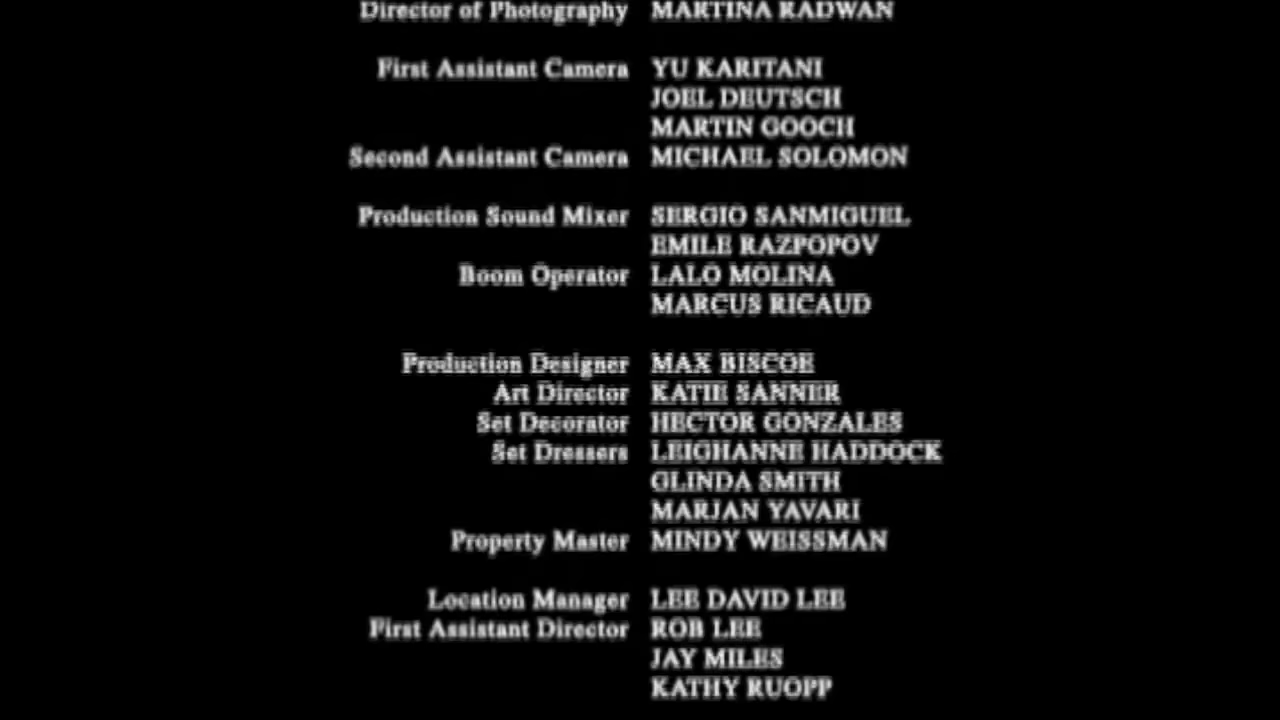 Director of Photography MARTINA RADWAN
First Assistant Camera YU KARITANI
JOEL DEUTSCH
MARTIN GOOCH
Second Assistant Camera MICHAEL SOLOMON
Production Sound Mixer SERGIO SANMIGUEL
EMILE RAZPOPOV
Boom Operator LALO MOLINA
MARCUS RICAUD
Production Designer MAX BISCOE
Art Director KATIE SANNER
Set Decorator HECTOR GONZALES
Set Dressers LEIGHANNE HADDOCK
GLINDA SMITH
MARJAN YAVARI
Property Master MINDY WEISSMAN
Location Manager LEE DAVID LEE
First Assistant Director ROB LEE
JAY MILES
KATHY RUOPP